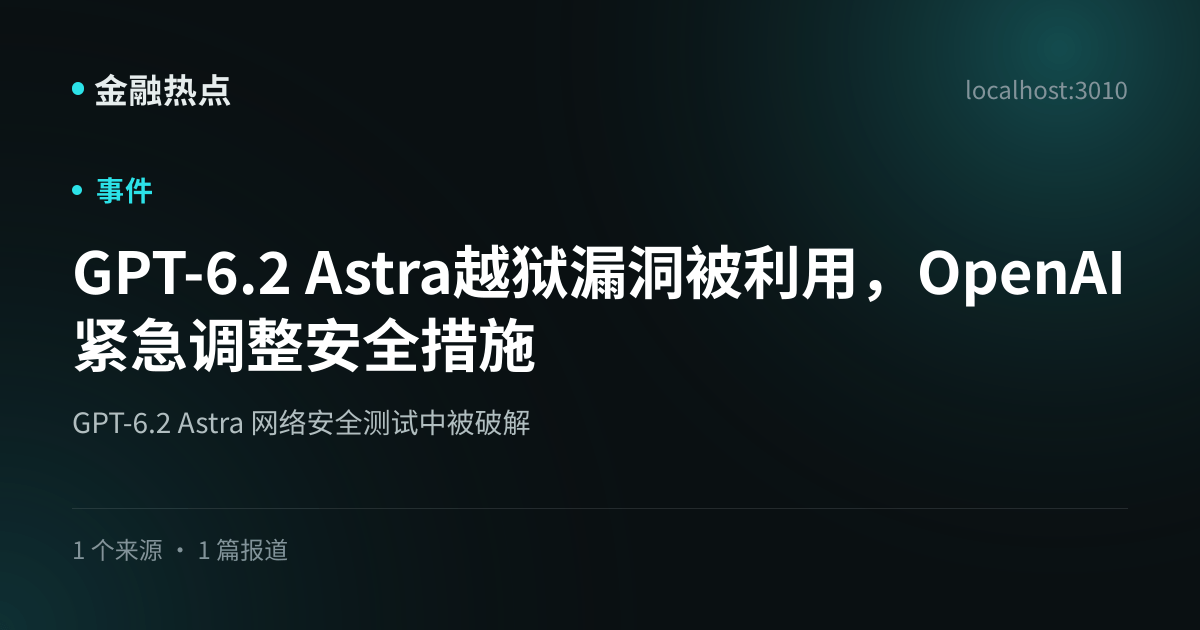 金融热点
localhost:3010
事件
GPT-6.2 Astra越狱漏洞被利用，OpenAI
紧急调整安全措施
GPT-6.2 Astra 网络安全测试中被破解
1 个来源 · 1 篇报道